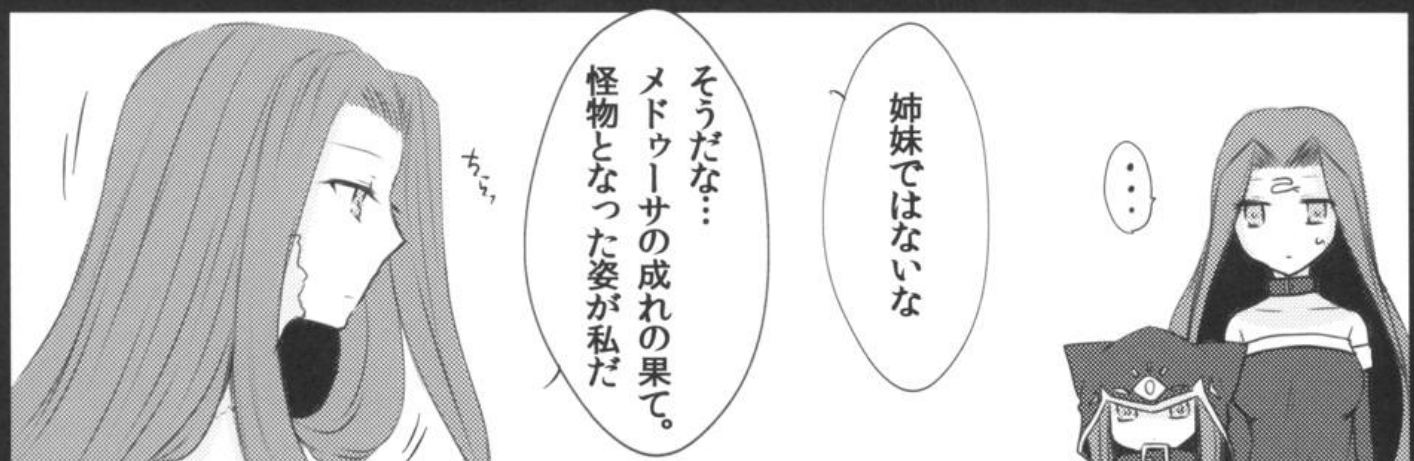 ・・・
姉妹ではないな
そうだな…
メドゥーサの成れの果て。
怪物となった姿が私だ
ちらっ